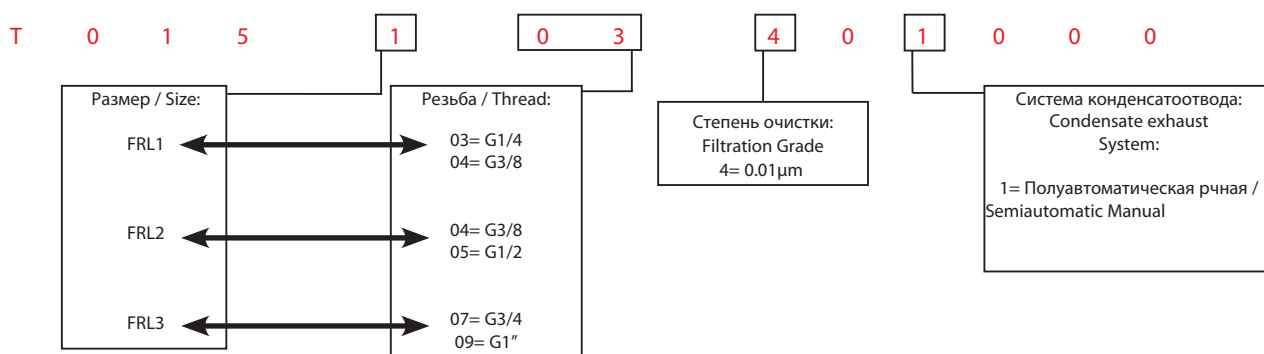 T 0 1 5 1 0 3 4 0 1 0 0 0
Размер / Size:
FRL1
FRL2
FRL3
Резьба / Thread:
03= G1/4
04= G3/8
04= G3/8
05= G1/2
07= G3/4
09= G1”
Степень очистки:
Filtration Grade
4= 0.01µm
Система конденсатоотвода:
Condensate exhaust
System:
1= Полуавтоматическая рчная /
Semiautomatic Manual